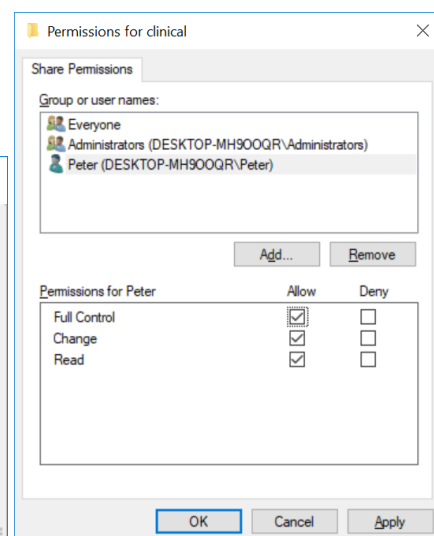 Permissions for clinical
Share Permissions
Group or user names:
Everyone
Administrators (DESKTOP-MH9OOQR\Administrators)
Peter (DESKTOP-MH9OOQR\Peter)
Add... Remove
Permissions for Peter Allow Deny
Full Control
Change
Read
OK Cancel Apply